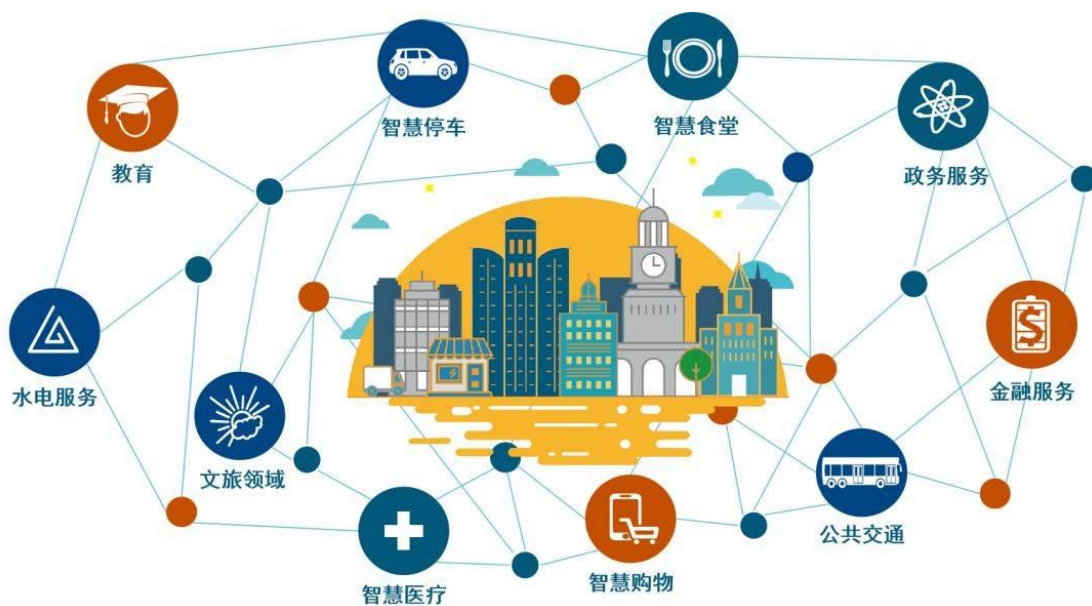 智慧停车
智慧食堂
教育
政务服务
水电服务
金融服务
文旅领域
公共交通
智慧医疗
智慧购物